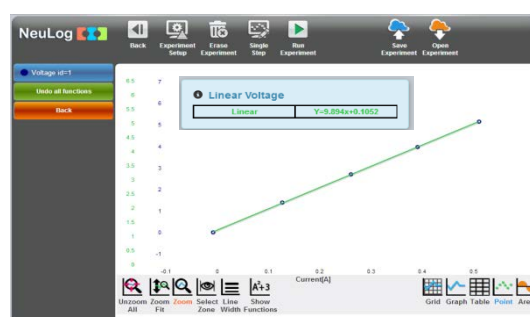 NeuLog
Back
Experiment Setup
Erase Experiment
Single Step
Run Experiment
Save Experiment
Open Experiment
Voltage id=1
Undo all functions
Back
Linear Voltage
Linear Y=9.894x+0.1052
6.5
6
5.5
5
4.5
4
3.5
3
2.5
2
1.5
1
0.5
0
7
5
4
3
2
1
-1
-0.1 0 0.1 0.2 0.3 0.4 0.5
Current[A]
Unzoom All
Zoom Fit
Zoom
Select Zone
Line Width
A+3
Show Functions
Grid
Graph
Table
Point
Are